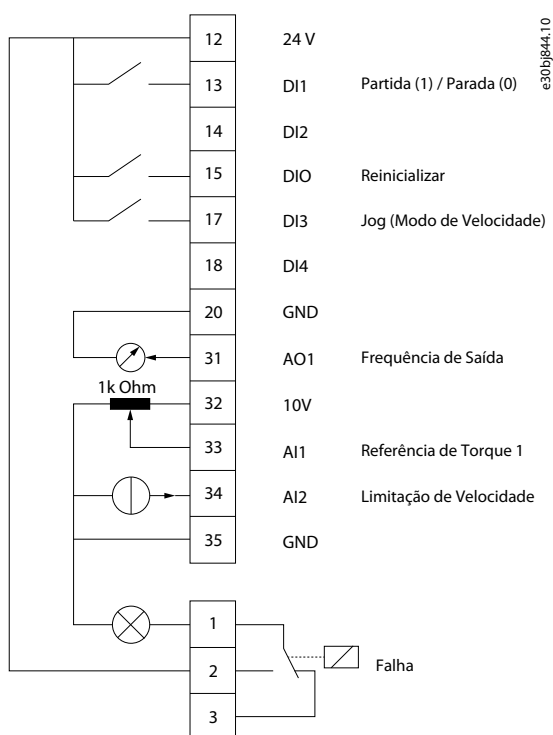 e30bj844.10
12 24 V
13 DI1 Partida (1) / Parada (0)
14 DI2
15 DIO Reinicializar
17 DI3 Jog (Modo de Velocidade)
18 DI4
20 GND
31 AO1 Frequência de Saída
1k Ohm
32 10V
33 AI1 Referência de Torque 1
34 AI2 Limitação de Velocidade
35 GND
1
2 Falha
3